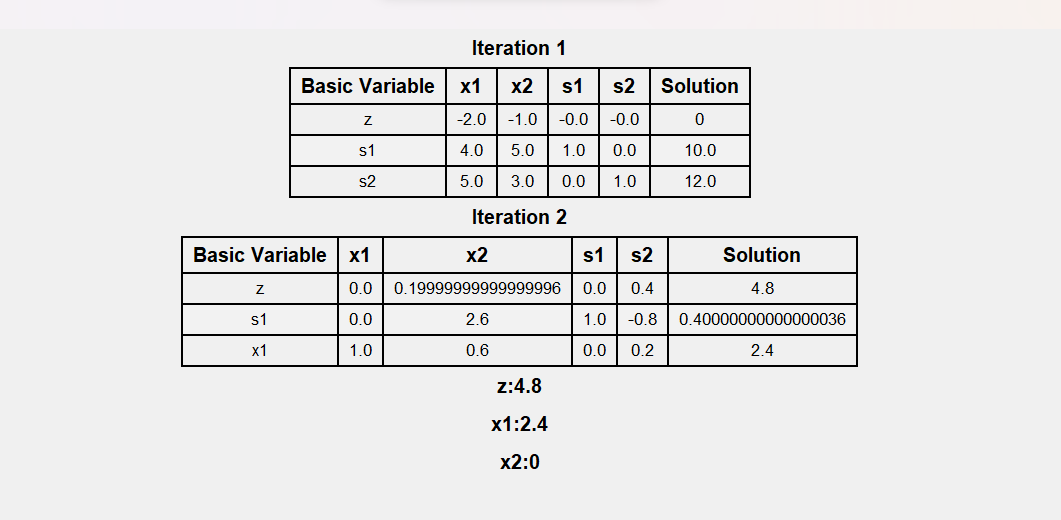 Iteration 1
Basic Variable x1 x2 s1 s2 Solution
z -2.0 -1.0 -0.0 -0.0 0
s1 4.0 5.0 1.0 0.0 10.0
s2 5.0 3.0 0.0 1.0 12.0
Iteration 2
Basic Variable x1 x2 s1 s2 Solution
z 0.0 0.19999999999999996 0.0 0.4 4.8
s1 0.0 2.6 1.0 -0.8 0.40000000000000036
x1 1.0 0.6 0.0 0.2 2.4
z:4.8
x1:2.4
x2:0